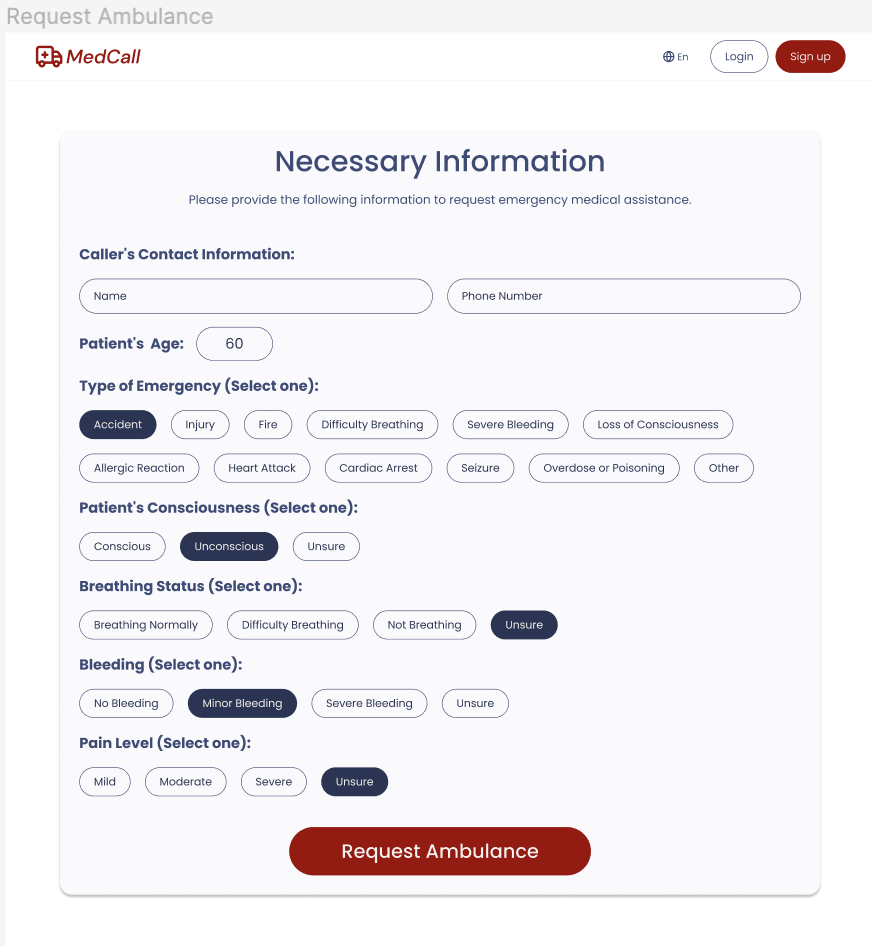 Request Ambulance
MedCall
En Login Sign up
Necessary Information
Please provide the following information to request emergency medical assistance.
Caller's Contact Information:
Name Phone Number
Patient's Age: 60
Type of Emergency (Select one):
Accident Injury Fire Difficulty Breathing Severe Bleeding Loss of Consciousness
Allergic Reaction Heart Attack Cardiac Arrest Seizure Overdose or Poisoning Other
Patient's Consciousness (Select one):
Conscious Unconscious Unsure
Breathing Status (Select one):
Breathing Normally Difficulty Breathing Not Breathing Unsure
Bleeding (Select one):
No Bleeding Minor Bleeding Severe Bleeding Unsure
Pain Level (Select one):
Mild Moderate Severe Unsure
Request Ambulance